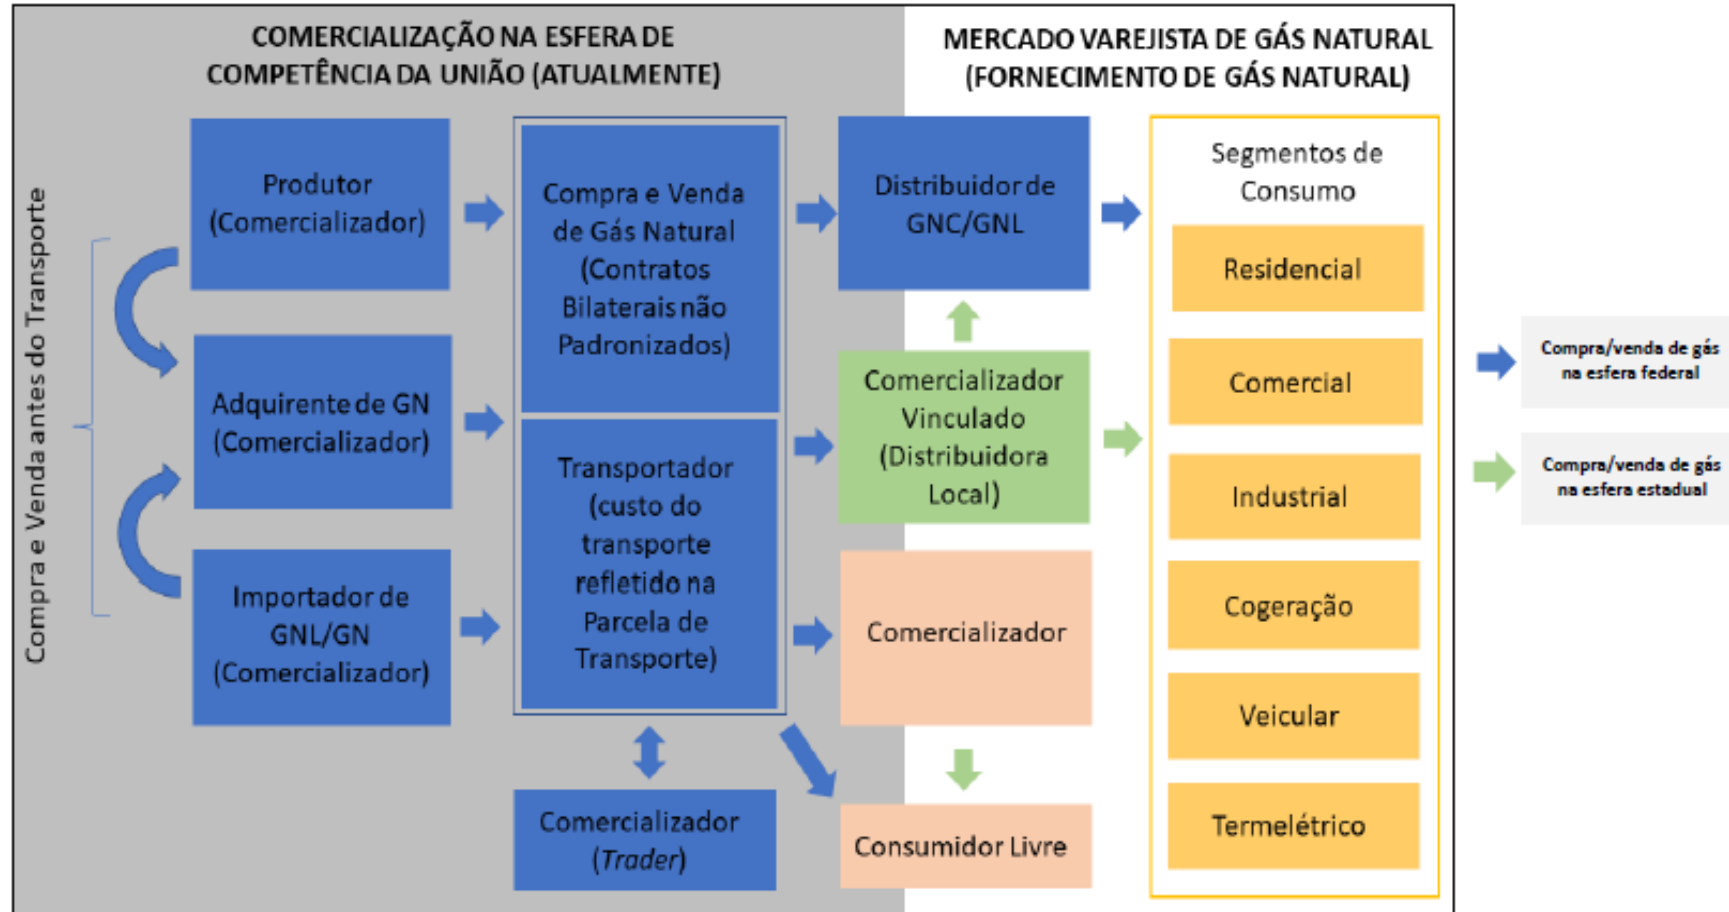 COMERCIALIZAÇÃO NA ESFERA DE
COMPETÊNCIA DA UNIÃO (ATUALMENTE)
MERCADO VAREJISTA DE GÁS NATURAL
(FORNECIMENTO DE GÁS NATURAL)
Compra e Venda antes do Transporte
Produtor
(Comercializador)
Adquirente de GN
(Comercializador)
Importador de
GNL/GN
(Comercializador)
Compra e Venda
de Gás Natural
(Contratos
Bilaterais não
Padronizados)
Transportador
(custo do
transporte
refletido na
Parcela de
Transporte)
Comercializador
(Trader)
Distribuidor de
GNC/GNL
Comercializador
Vinculado
(Distribuidora
Local)
Comercializador
Consumidor Livre
Segmentos de
Consumo
Residencial
Comercial
Industrial
Cogeração
Veicular
Termelétrico
Compra/venda de gás
na esfera federal
Compra/venda de gás
na esfera estadual